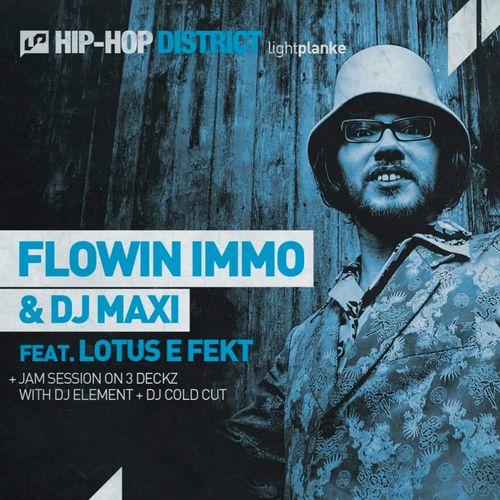 LP HIP-HOP DISTRICT lightplanke
FLOWIN IMMO
& DJ MAXI
FEAT. LOTUS E FEKT
+ JAM SESSION ON 3 DECKZ
WITH DJ ELEMENT + DJ COLD CUT